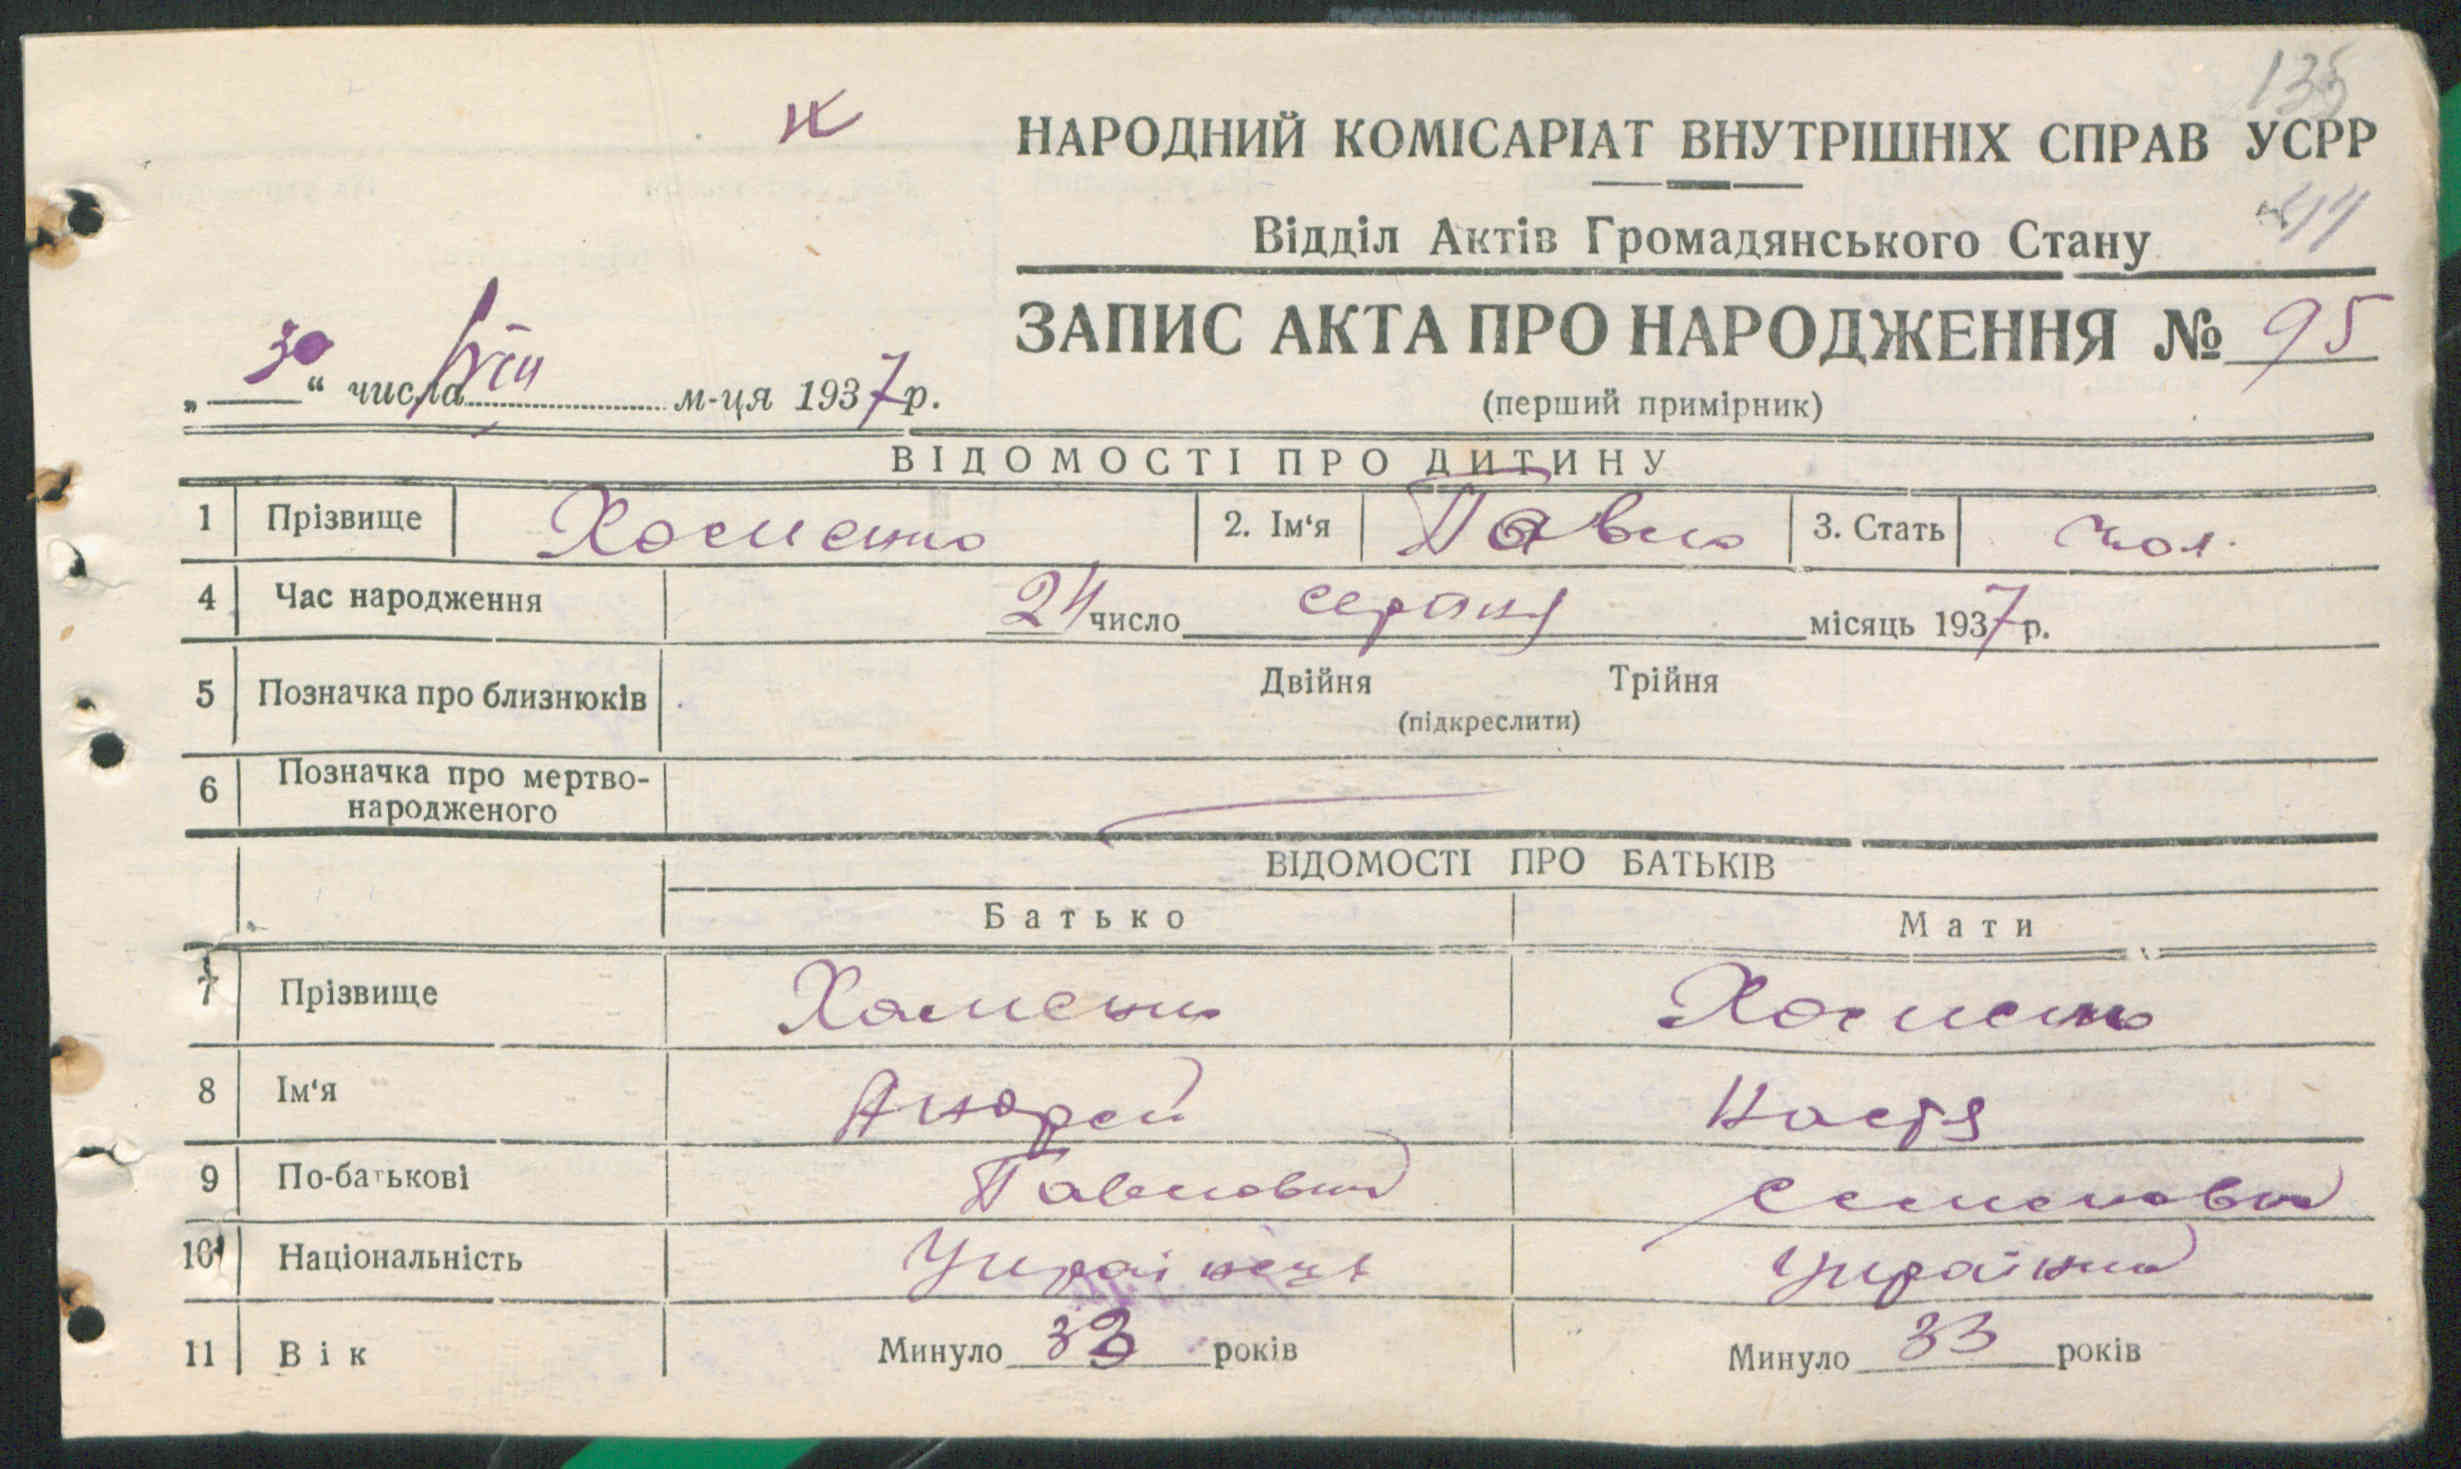 135
НАРОДНИЙ КОМІСАРІАТ ВНУТРІШНІХ СПРАВ УСРР
Відділ Актів Громадянського Стану
ЗАПИС АКТА ПРО НАРОДЖЕННЯ № 95
„30“ числа VIII м-ця 1937 р.
(перший примірник)
ВІДОМОСТІ ПРО ДИТИНУ
1 Прізвище Хоменко 2. Ім‘я Павло 3. Стать чол.
4 Час народження 24 число серпня місяць 1937 р.
5 Позначка про близнюків Двійня Трійня
(підкреслити)
6 Позначка про мертво-
народженого
ВІДОМОСТІ ПРО БАТЬКІВ
Батько Мати
7 Прізвище Хоменко Хоменко
8 Ім‘я Андрей Настя
9 По-батькові Павлович Семеновна
10 Національність Українець Українка
11 Вік Минуло 33 років Минуло 33 років